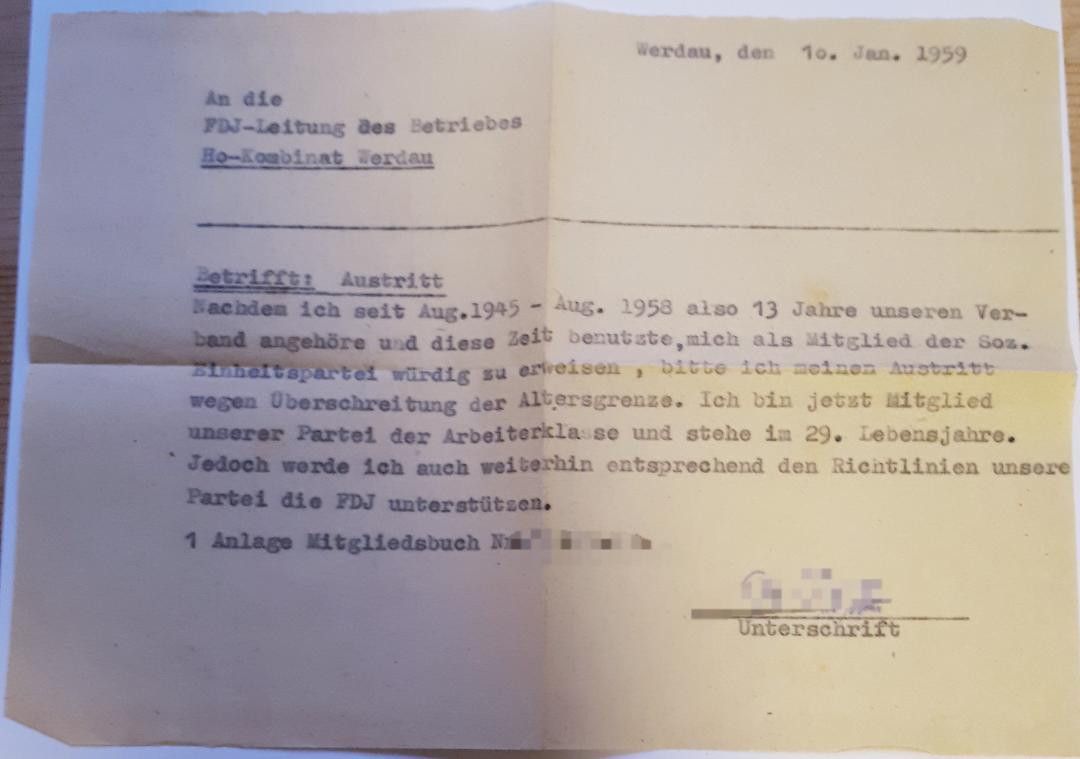 Werdau, den 10. Jan. 1959
An die
FDJ-Leitung des Betriebes
Ho-Kombinat Werdau
Betrifft: Austritt
Nachdem ich seit Aug.1945 - Aug. 1958 also 13 Jahre unseren Ver-
band angehöre und diese Zeit benutzte,mich als Mitglied der Soz.
Einheitspartei würdig zu erweisen , bitte ich meinen Austritt
wegen Überschreitung der Altersgrenze. Ich bin jetzt Mitglied
unserer Partei der Arbeiterklasse und stehe im 29. Lebensjahre.
Jedoch werde ich auch weiterhin entsprechend den Richtlinien unsere
Partei die FDJ unterstützen.
1 Anlage Mitgliedsbuch
Unterschrift